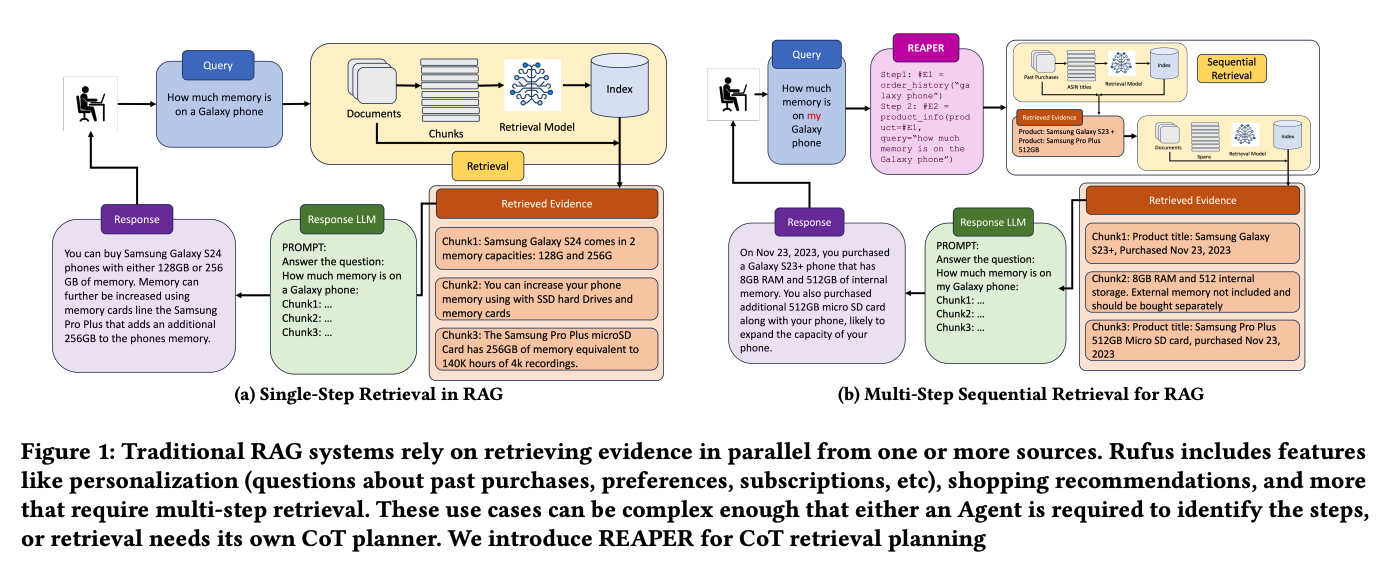 Query
How much memory is
on a Galaxy phone
Documents
Chunks
Retrieval Model
Index
Retrieval
Retrieved Evidence
Chunk1: Samsung Galaxy S24 comes in 2
memory capacities: 128G and 256G
Chunk2: You can increase your phone
memory using with SSD hard Drives and
memory cards
Chunk3: The Samsung Pro Plus microSD
Card has 256GB of memory equivalent to
140K hours of 4k recordings.
Response LLM
PROMPT:
Answer the question:
How much memory is on
a Galaxy phone:
Chunk1: ...
Chunk2: ...
Chunk3: ...
Response
You can buy Samsung Galaxy S24
phones with either 128GB or 256
GB of memory. Memory can
further be increased using
memory cards line the Samsung
Pro Plus that adds an additional
256GB to the phones memory.
(a) Single-Step Retrieval in RAG
Query
How much
memory is
on my
Galaxy
phone
REAPER
Step1: #E1 =
order_history("ga
laxy phone")
Step 2: #E2 =
product_info(prod
uct=#E1,
query="how much
memory is on the
Galaxy phone")
Past Purchases
ASIN titles
Retrieval Model
Index
Sequential
Retrieval
Retrieved Evidence
Product: Samsung Galaxy S23 +
Product: Samsung Pro Plus
512GB
Documents
Spans
Retrieval Model
Index
Retrieved Evidence
Chunk1: Product title: Samsung Galaxy
S23+, Purchased Nov 23, 2023
Chunk2: 8GB RAM and 512 internal
storage. External memory not included and
should be bought separately
Chunk3: Product title: Samsung Pro Plus
512GB Micro SD card, purchased Nov 23,
2023
Response LLM
PROMPT:
Answer the question:
How much memory is on
my Galaxy phone:
Chunk1: ...
Chunk2: ...
Chunk3: ...
Response
On Nov 23, 2023, you purchased
a Galaxy S23+ phone that has
8GB RAM and 512GB of internal
memory. You also purchased
additional 512GB micro SD card
along with your phone, likely to
expand the capacity of your
phone.
(b) Multi-Step Sequential Retrieval for RAG
Figure 1: Traditional RAG systems rely on retrieving evidence in parallel from one or more sources. Rufus includes features
like personalization (questions about past purchases, preferences, subscriptions, etc), shopping recommendations, and more
that require multi-step retrieval. These use cases can be complex enough that either an Agent is required to identify the steps,
or retrieval needs its own CoT planner. We introduce REAPER for CoT retrieval planning